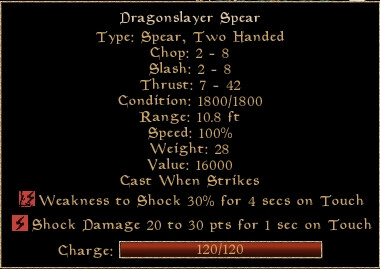 Dragonslayer Spear
Type: Spear, Two Handed
Chop: 2 - 8
Slash: 2 - 8
Thrust: 7 - 42
Condition: 1800/1800
Range: 10.8 ft
Speed: 100%
Weight: 28
Value: 16000
Cast When Strikes
Weakness to Shock 30% for 4 secs on Touch
Shock Damage 20 to 30 pts for 1 sec on Touch
Charge: 120/120